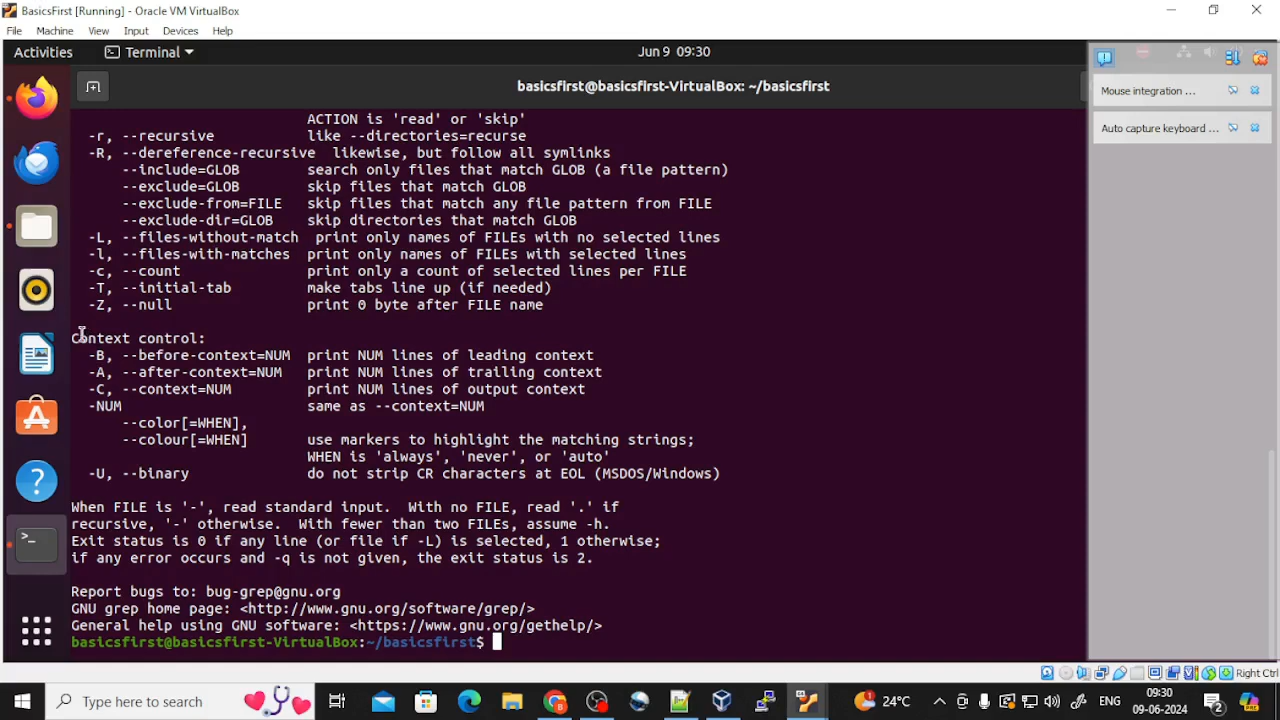 BasicsFirst [Running] - Oracle VM VirtualBox
File Machine View Input Devices Help
Activities Terminal Jun 9 09:30
basicsfirst@basicsfirst-VirtualBox: ~/basicsfirst
Mouse integration ...
Auto capture keyboard ...
ACTION is 'read' or 'skip'
-r, --recursive like --directories=recurse
-R, --dereference-recursive likewise, but follow all symlinks
--include=GLOB search only files that match GLOB (a file pattern)
--exclude=GLOB skip files that match GLOB
--exclude-from=FILE skip files that match any file pattern from FILE
--exclude-dir=GLOB skip directories that match GLOB
-L, --files-without-match print only names of FILEs with no selected lines
-l, --files-with-matches print only names of FILEs with selected lines
-c, --count print only a count of selected lines per FILE
-T, --initial-tab make tabs line up (if needed)
-Z, --null print 0 byte after FILE name
Context control:
-B, --before-context=NUM print NUM lines of leading context
-A, --after-context=NUM print NUM lines of trailing context
-C, --context=NUM print NUM lines of output context
-NUM same as --context=NUM
--color[=WHEN],
--colour[=WHEN] use markers to highlight the matching strings;
WHEN is 'always', 'never', or 'auto'
-U, --binary do not strip CR characters at EOL (MSDOS/Windows)
When FILE is '-', read standard input. With no FILE, read '.' if
recursive, '-' otherwise. With fewer than two FILEs, assume -h.
Exit status is 0 if any line (or file if -L) is selected, 1 otherwise;
if any error occurs and -q is not given, the exit status is 2.
Report bugs to: bug-grep@gnu.org
GNU grep home page: <http://www.gnu.org/software/grep/>
General help using GNU software: <https://www.gnu.org/gethelp/>
basicsfirst@basicsfirst-VirtualBox:~/basicsfirst$
Right Ctrl
Type here to search
24°C
ENG
09:30
09-06-2024